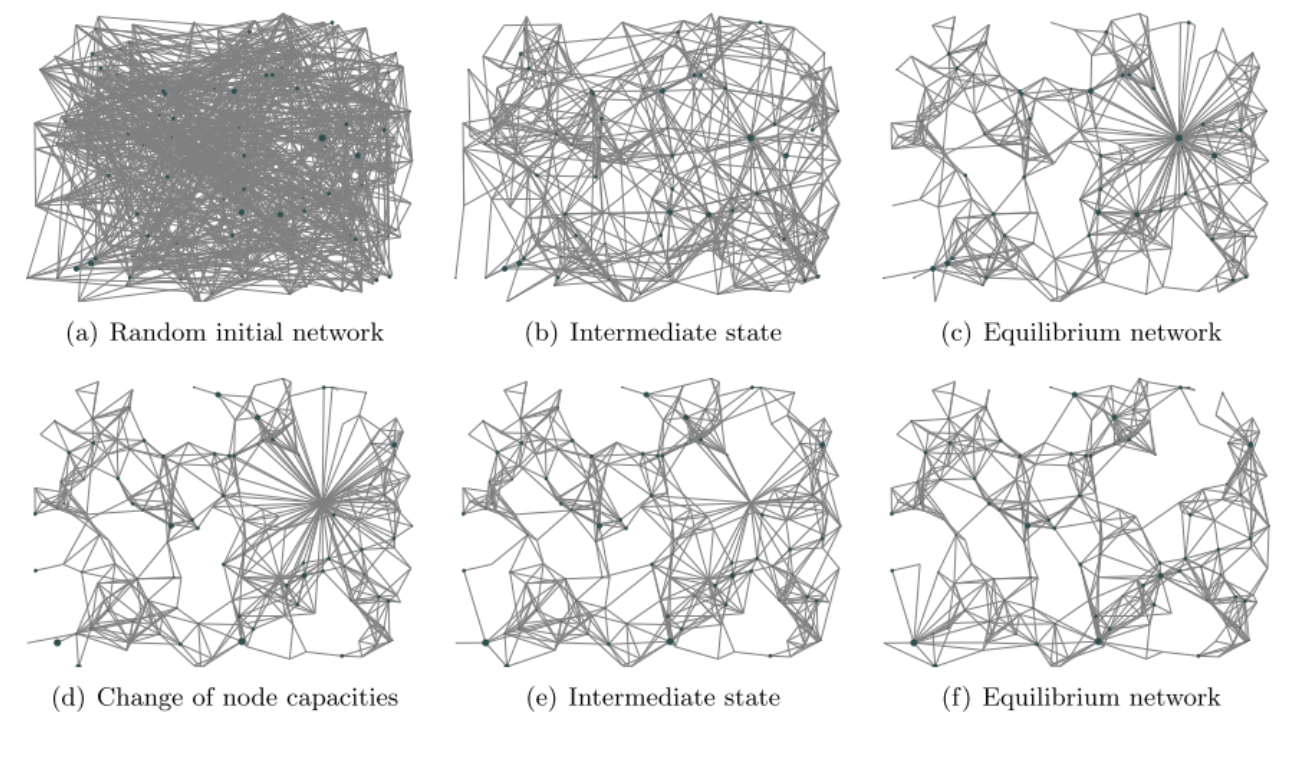 (a) Random initial network
(b) Intermediate state
(c) Equilibrium network
(d) Change of node capacities
(e) Intermediate state
(f) Equilibrium network